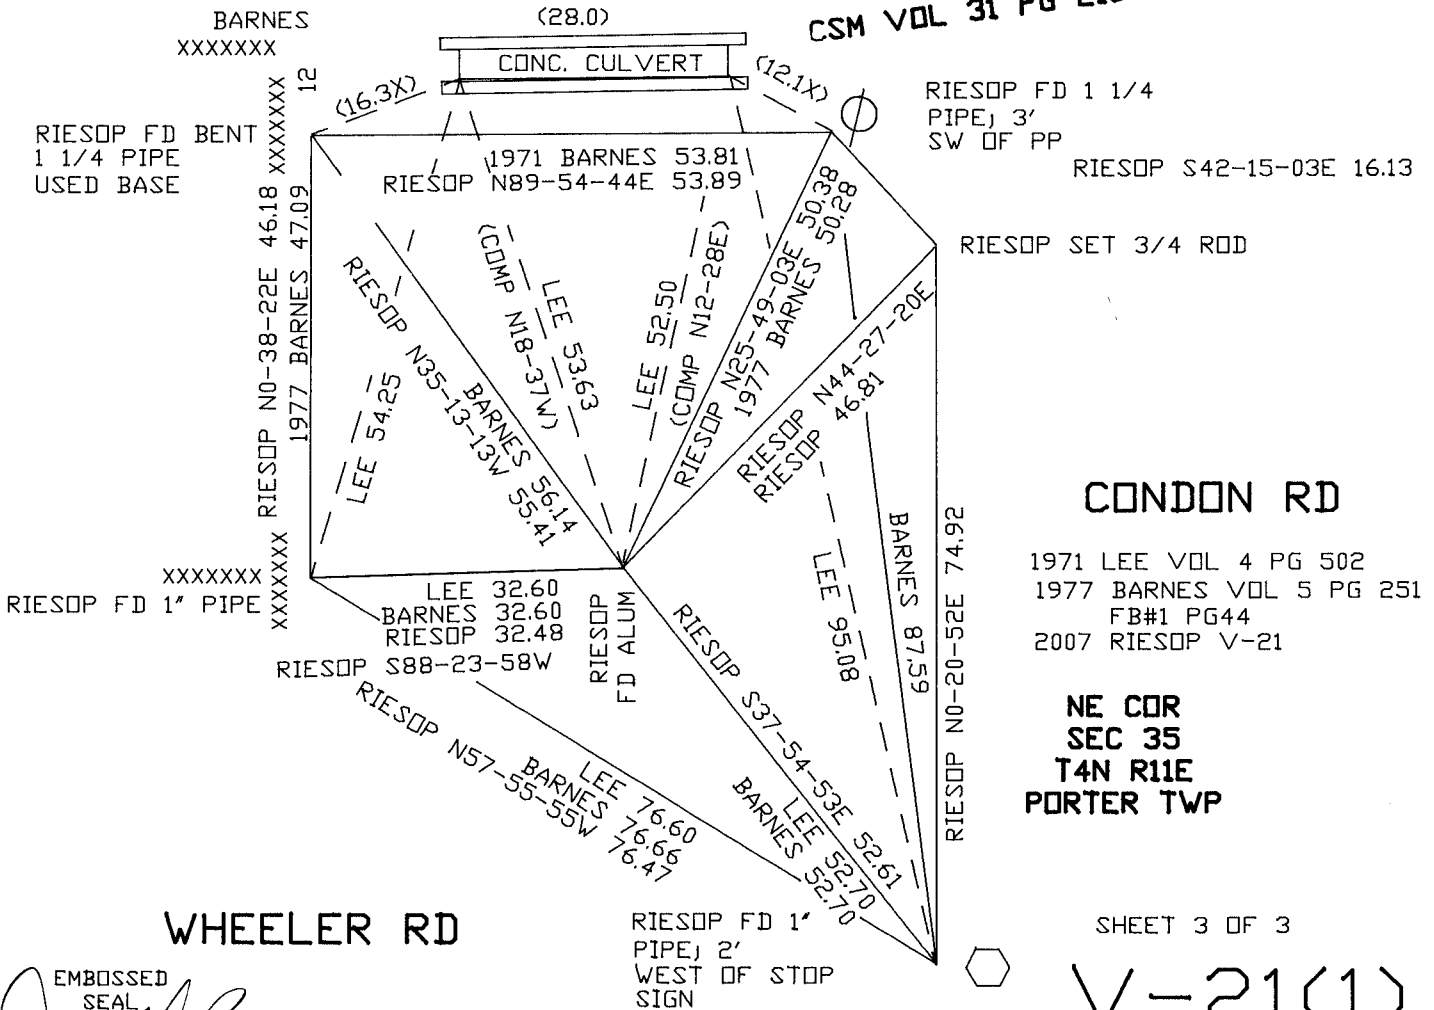 BARNES
XXXXXXX
(28.0)
CSM VOL 31 PG
CONC. CULVERT
(16.3X)
(12.1X)
XXXXXXX 12
RIESOP FD BENT
1 1/4 PIPE
USED BASE
RIESOP FD 1 1/4
PIPE; 3'
SW OF PP
RIESOP S42-15-03E 16.13
1971 BARNES 53.81
RIESOP N89-54-44E 53.89
RIESOP SET 3/4 ROD
RIESOP N0-38-22E 46.18
1977 BARNES 47.09
LEE 54.25
BARNES 56.14
RIESOP N35-13-13W 55.41
LEE 53.63
(COMP N18-37W)
LEE 52.50
(COMP N12-28E)
RIESOP N25-49-03E 50.38
1977 BARNES 50.28
RIESOP N44-27-20E
RIESOP 46.81
LEE 95.08
BARNES 87.59
RIESOP N0-20-52E 74.92
CONDON RD
1971 LEE VOL 4 PG 502
1977 BARNES VOL 5 PG 251
FB#1 PG44
2007 RIESOP V-21
XXXXXXX
XXXXXXX
RIESOP FD 1" PIPE
LEE 32.60
BARNES 32.60
RIESOP 32.48
RIESOP S88-23-58W
RIESOP
FD ALUM
RIESOP S37-54-53E 52.61
LEE 52.70
BARNES 52.70
LEE 76.60
BARNES 76.66
RIESOP N57-55-55W 76.47
NE COR
SEC 35
T4N R11E
PORTER TWP
WHEELER RD
RIESOP FD 1"
PIPE; 2'
WEST OF STOP
SIGN
SHEET 3 OF 3
EMBOSSED
SEAL
V-21(1)